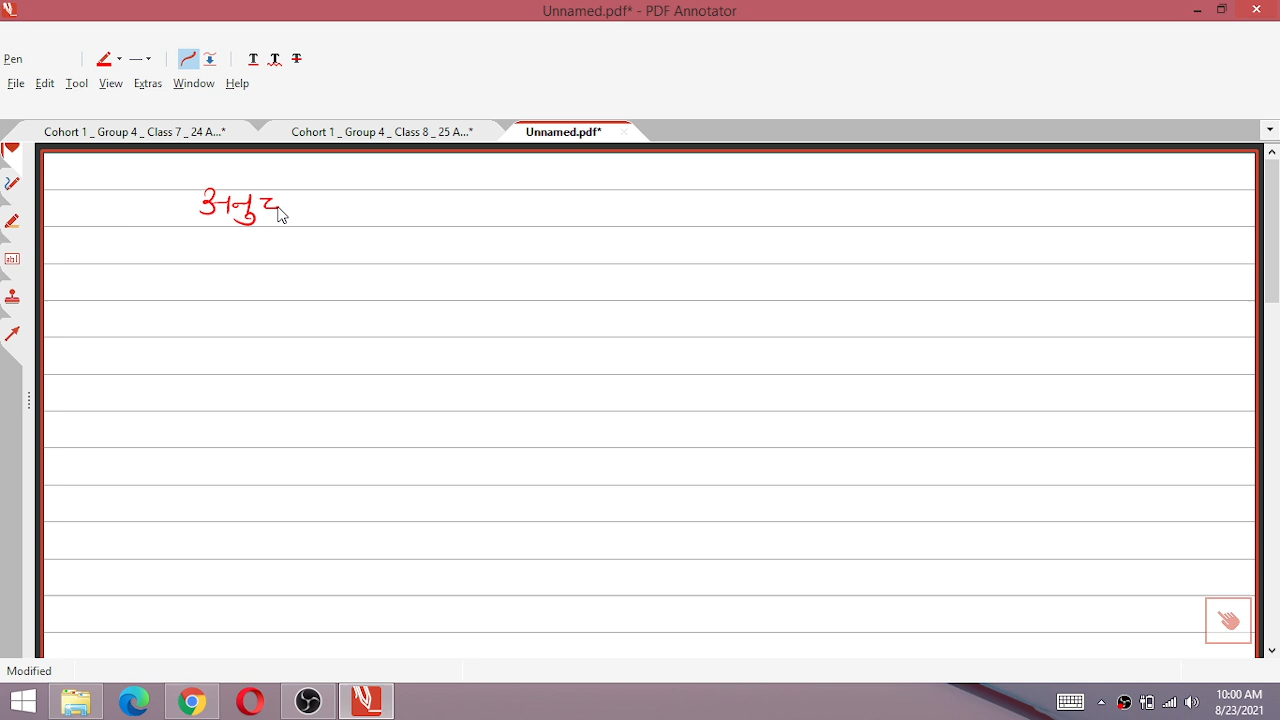 Unnamed.pdf* - PDF Annotator
Pen
T T T
File Edit Tool View Extras Window Help
Cohort 1 _ Group 4 _ Class 7 _ 24 A...* Cohort 1 _ Group 4 _ Class 8 _ 25 A...* Unnamed.pdf*
Modified
10:00 AM
8/23/2021